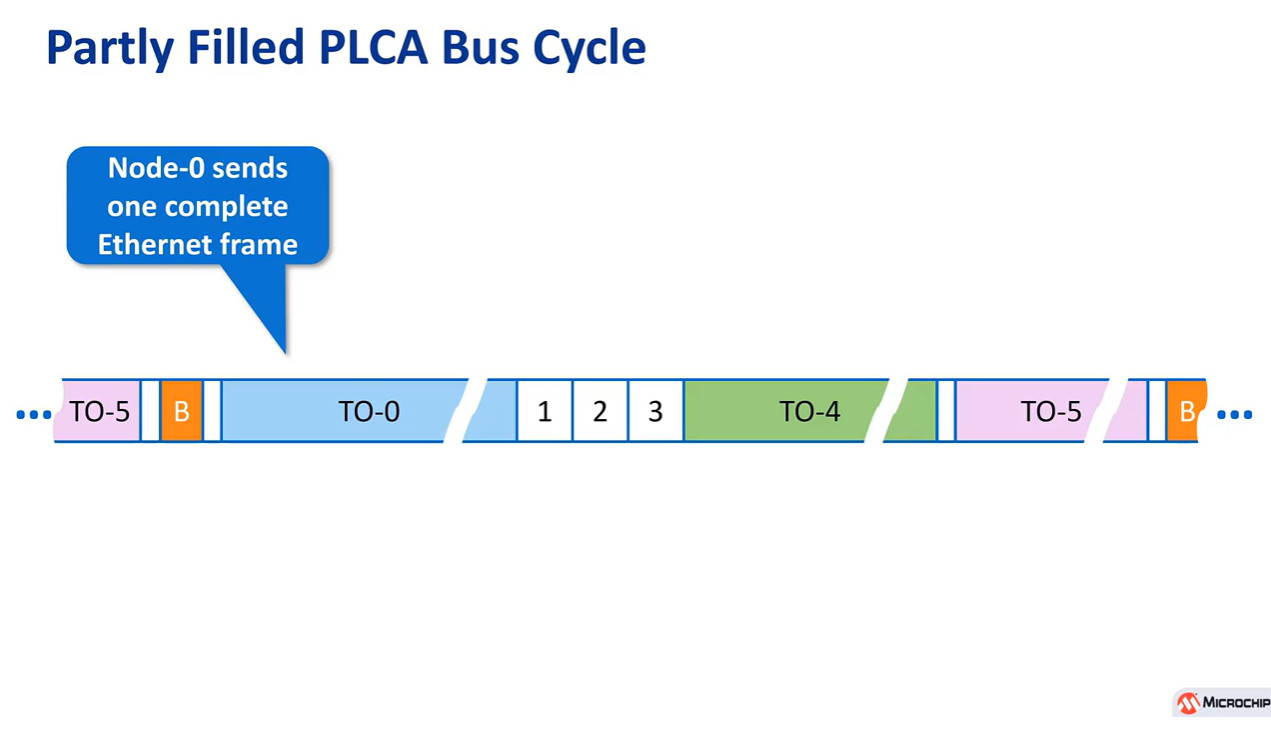 Partly Filled PLCA Bus Cycle
Node-0 sends
one complete
Ethernet frame
TO-5 B TO-0 1 2 3 TO-4 TO-5 B
MICROCHIP